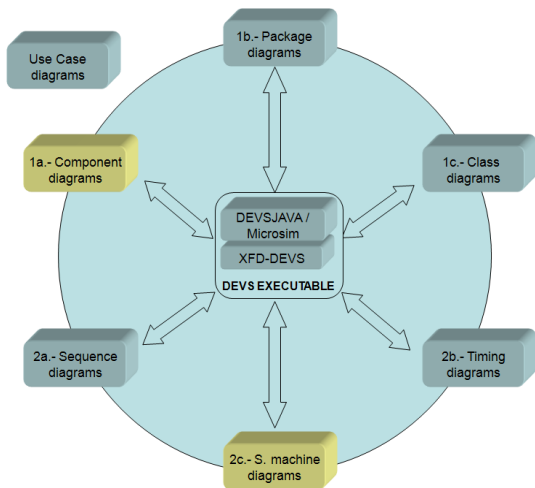 1b.- Package
diagrams
Use Case
diagrams
1a.- Component
diagrams
1c.- Class
diagrams
DEVSJAVA /
Microsim
XFD-DEVS
DEVS EXECUTABLE
2a.- Sequence
diagrams
2b.- Timing
diagrams
2c.- S. machine
diagrams